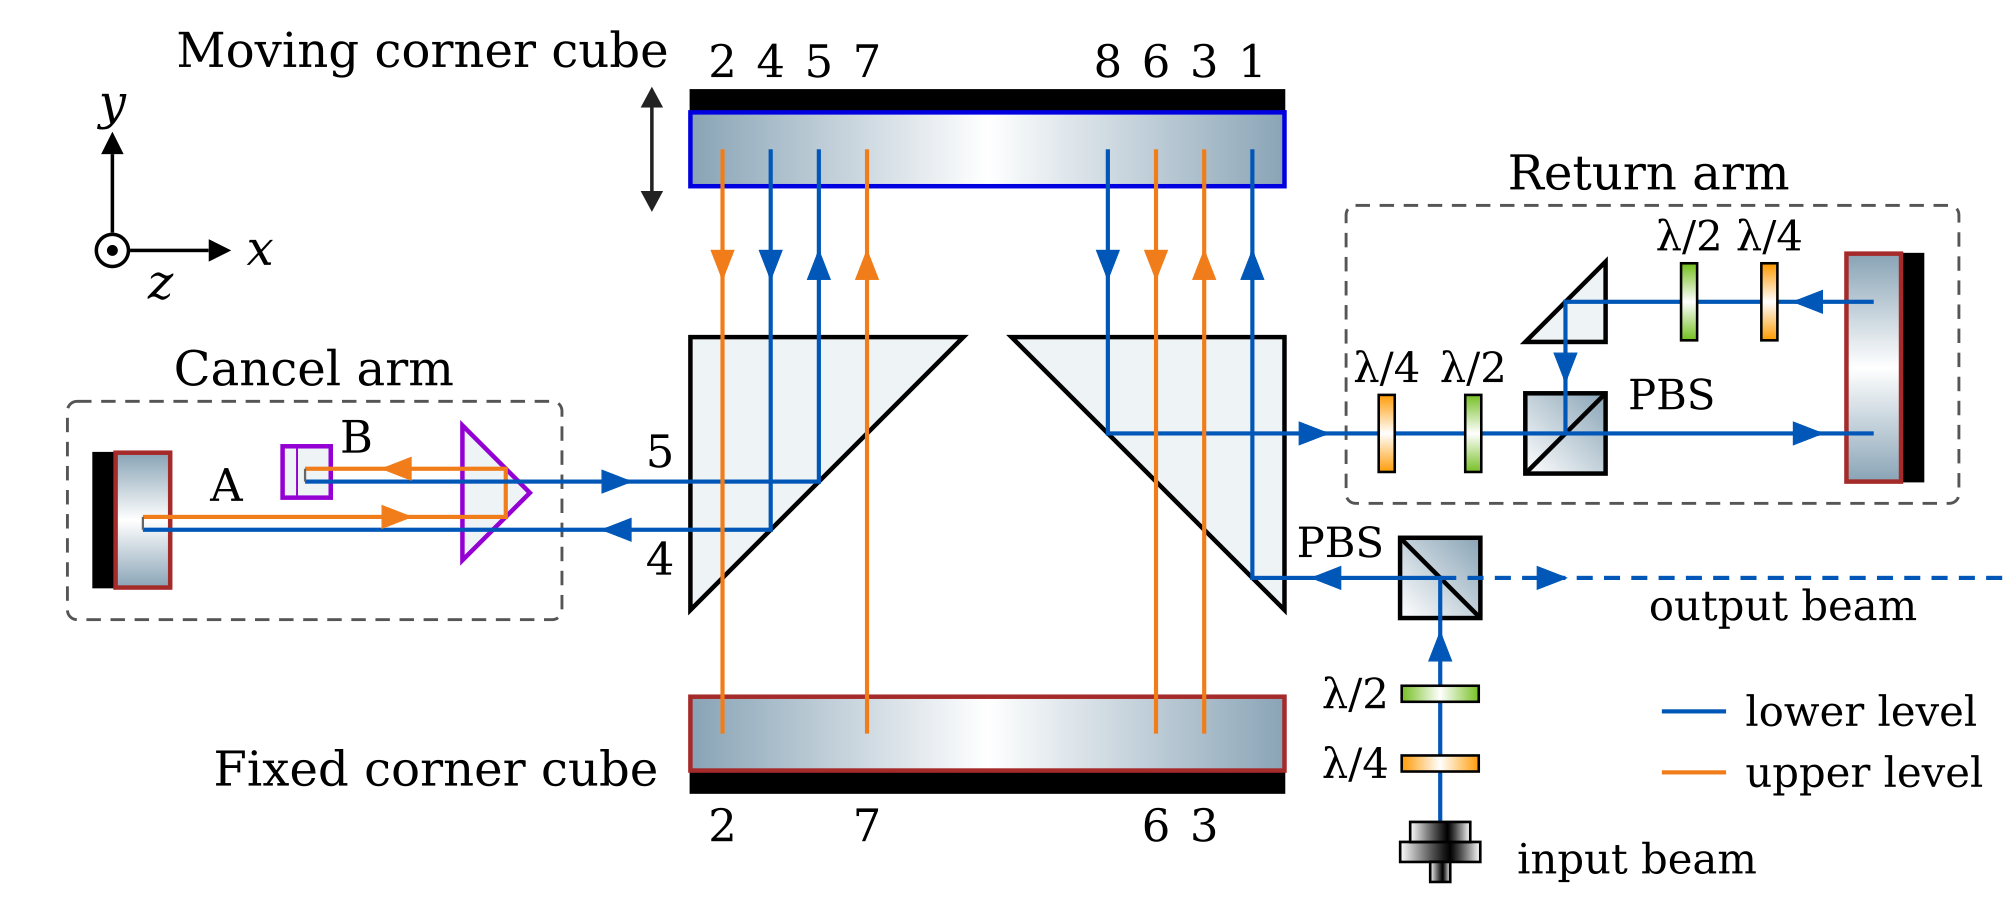 Moving corner cube
2 4 5 7
8 6 3 1
y
x
z
Return arm
λ/2 λ/4
λ/4 λ/2
PBS
Cancel arm
B
A
5
4
PBS
output beam
λ/2
λ/4
lower level
upper level
Fixed corner cube
2 7 6 3
input beam